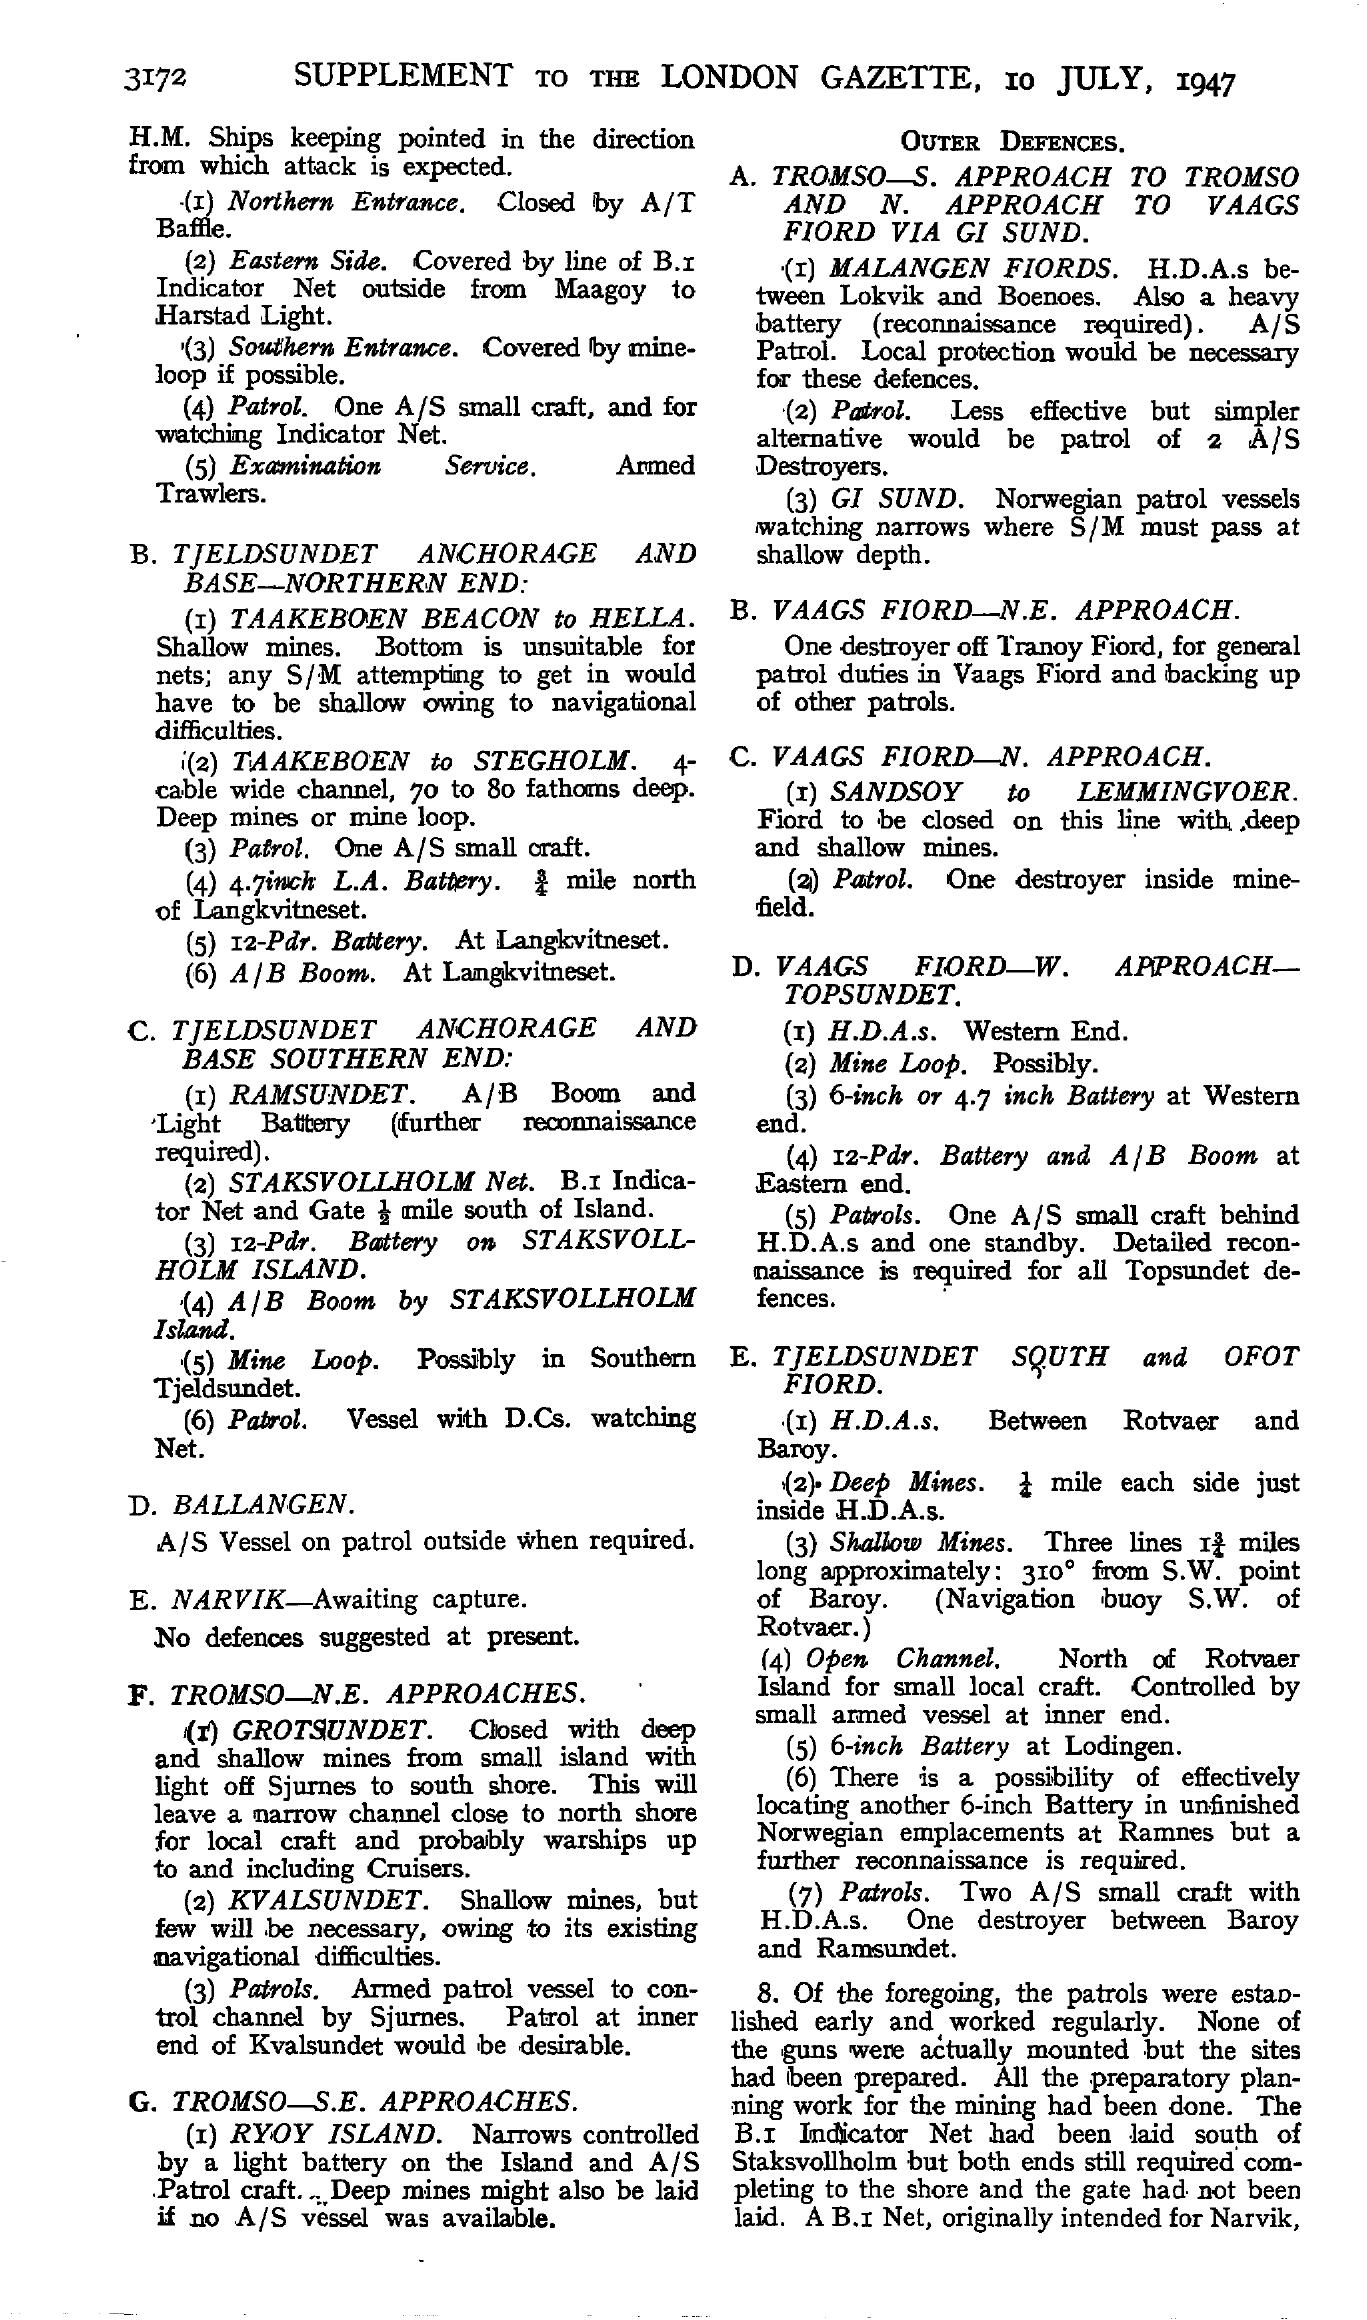 3172 SUPPLEMENT TO THE LONDON GAZETTE, 10 JULY, 1947
H.M. Ships keeping pointed in the direction
from which attack is expected.
(1) Northern Entrance. Closed by A/T
Baffle.
(2) Eastern Side. Covered by line of B.1
Indicator Net outside from Maagoy to
Harstad Light.
(3) Southern Entrance. Covered by mine-
loop if possible.
(4) Patrol. One A/S small craft, and for
watching Indicator Net.
(5) Examination Service. Armed
Trawlers.
B. TJELDSUNDET ANCHORAGE AND
BASE—NORTHERN END:
(1) TAAKEBOEN BEACON to HELLA.
Shallow mines. Bottom is unsuitable for
nets; any S/M attempting to get in would
have to be shallow owing to navigational
difficulties.
(2) TAAKEBOEN to STEGHOLM. 4-
cable wide channel, 70 to 80 fathoms deep.
Deep mines or mine loop.
(3) Patrol. One A/S small craft.
(4) 4.7inch L.A. Battery. ¾ mile north
of Langkvitneset.
(5) 12-Pdr. Battery. At Langkvitneset.
(6) A/B Boom. At Langkvitneset.
C. TJELDSUNDET ANCHORAGE AND
BASE SOUTHERN END:
(1) RAMSUNDET. A/B Boom and
Light Battery (further reconnaissance
required).
(2) STAKSVOLLHOLM Net. B.1 Indica-
tor Net and Gate ½ mile south of Island.
(3) 12-Pdr. Battery on STAKSVOLL-
HOLM ISLAND.
(4) A/B Boom by STAKSVOLLHOLM
Island.
(5) Mine Loop. Possibly in Southern
Tjeldsundet.
(6) Patrol. Vessel with D.Cs. watching
Net.
D. BALLANGEN.
A/S Vessel on patrol outside when required.
E. NARVIK—Awaiting capture.
No defences suggested at present.
F. TROMSO—N.E. APPROACHES.
(1) GROTSUNDET. Closed with deep
and shallow mines from small island with
light off Sjurnes to south shore. This will
leave a narrow channel close to north shore
for local craft and probably warships up
to and including Cruisers.
(2) KVALSUNDET. Shallow mines, but
few will be necessary, owing to its existing
navigational difficulties.
(3) Patrols. Armed patrol vessel to con-
trol channel by Sjurnes. Patrol at inner
end of Kvalsundet would be desirable.
G. TROMSO—S.E. APPROACHES.
(1) RYOY ISLAND. Narrows controlled
by a light battery on the Island and A/S
Patrol craft. Deep mines might also be laid
if no A/S vessel was available.
OUTER DEFENCES.
A. TROMSO—S. APPROACH TO TROMSO
AND N. APPROACH TO VAAGS
FIORD VIA GI SUND.
(1) MALANGEN FIORDS. H.D.A.s be-
tween Lokvik and Boenoes. Also a heavy
battery (reconnaissance required). A/S
Patrol. Local protection would be necessary
for these defences.
(2) Patrol. Less effective but simpler
alternative would be patrol of 2 A/S
Destroyers.
(3) GI SUND. Norwegian patrol vessels
watching narrows where S/M must pass at
shallow depth.
B. VAAGS FIORD—N.E. APPROACH.
One destroyer off Tranoy Fiord, for general
patrol duties in Vaags Fiord and backing up
of other patrols.
C. VAAGS FIORD—N. APPROACH.
(1) SANDSOY to LEMMINGVOER.
Fiord to be closed on this line with deep
and shallow mines.
(2) Patrol. One destroyer inside mine-
field.
D. VAAGS FIORD—W. APPROACH—
TOPSUNDET.
(1) H.D.A.s. Western End.
(2) Mine Loop. Possibly.
(3) 6-inch or 4.7 inch Battery at Western
end.
(4) 12-Pdr. Battery and A/B Boom at
Eastern end.
(5) Patrols. One A/S small craft behind
H.D.A.s and one standby. Detailed recon-
naissance is required for all Topsundet de-
fences.
E. TJELDSUNDET SOUTH and OFOT
FIORD.
(1) H.D.A.s. Between Rotvaer and
Baroy.
(2) Deep Mines. ¼ mile each side just
inside H.D.A.s.
(3) Shallow Mines. Three lines 1¾ miles
long approximately: 310° from S.W. point
of Baroy. (Navigation buoy S.W. of
Rotvaer.)
(4) Open Channel. North of Rotvaer
Island for small local craft. Controlled by
small armed vessel at inner end.
(5) 6-inch Battery at Lodingen.
(6) There is a possibility of effectively
locating another 6-inch Battery in unfinished
Norwegian emplacements at Ramnes but a
further reconnaissance is required.
(7) Patrols. Two A/S small craft with
H.D.A.s. One destroyer between Baroy
and Ramsundet.
8. Of the foregoing, the patrols were estab-
lished early and worked regularly. None of
the guns were actually mounted but the sites
had been prepared. All the preparatory plan-
ning work for the mining had been done. The
B.1 Indicator Net had been laid south of
Staksvollholm but both ends still required com-
pleting to the shore and the gate had not been
laid. A B.1 Net, originally intended for Narvik,